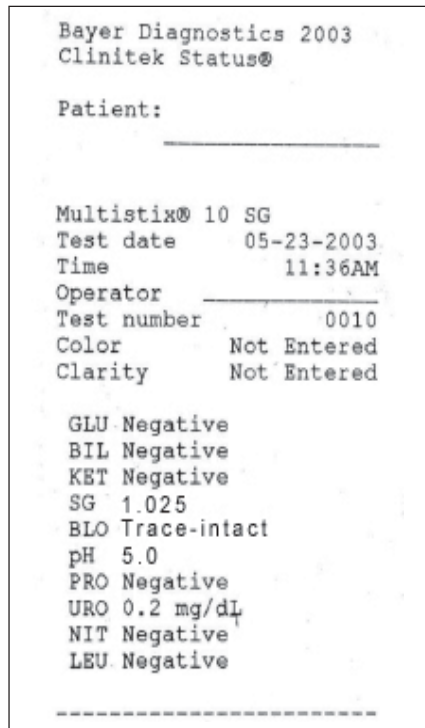 Bayer Diagnostics 2003
Clinitek Status®
Patient:
Multistix® 10 SG
Test date 05-23-2003
Time 11:36AM
Operator
Test number 0010
Color Not Entered
Clarity Not Entered
GLU Negative
BIL Negative
KET Negative
SG 1.025
BLO Trace-intact
pH 5.0
PRO Negative
URO 0.2 mg/dL
NIT Negative
LEU Negative